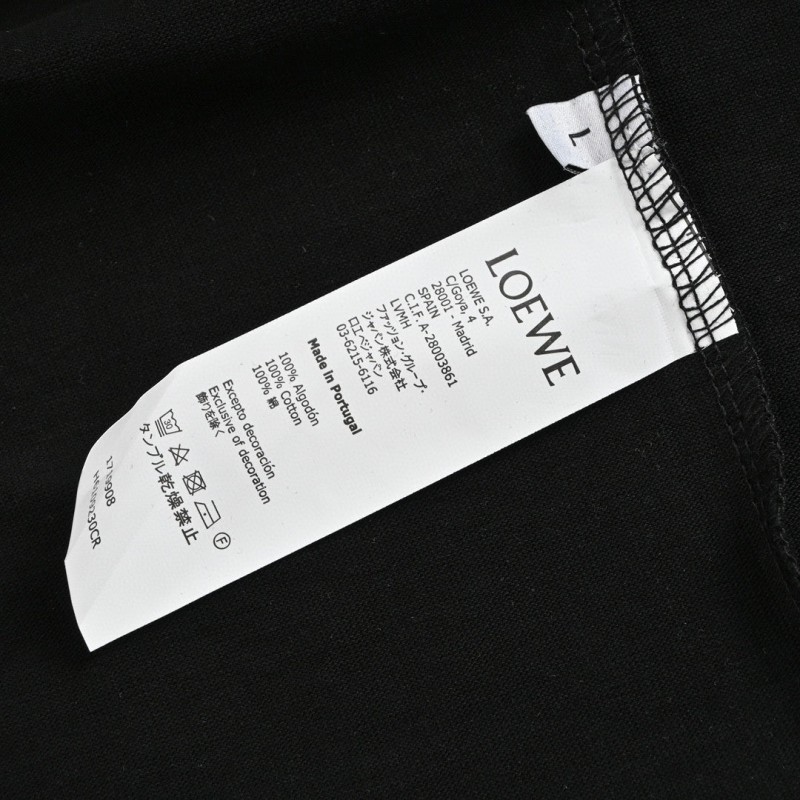 L
LOEWE
LOEWE S.A.
C/Goya, 4
28001 - Madrid
SPAIN
C.I.F. A-28003861
LVMH
ファッション・グループ・
ジャパン株式会社
ロエベジャパン
03-6215-6116
Made in Portugal
100% Algodón
100% Cotton
100% 綿
Excepto decoración
Exclusive of decoration
飾りを除く
30
F
タンブル乾燥禁止